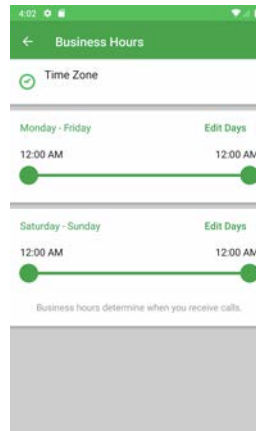 4:02
Business Hours
Time Zone
Monday - Friday Edit Days
12:00 AM 12:00 AM
Saturday - Sunday Edit Days
12:00 AM 12:00 AM
Business hours determine when you receive calls.